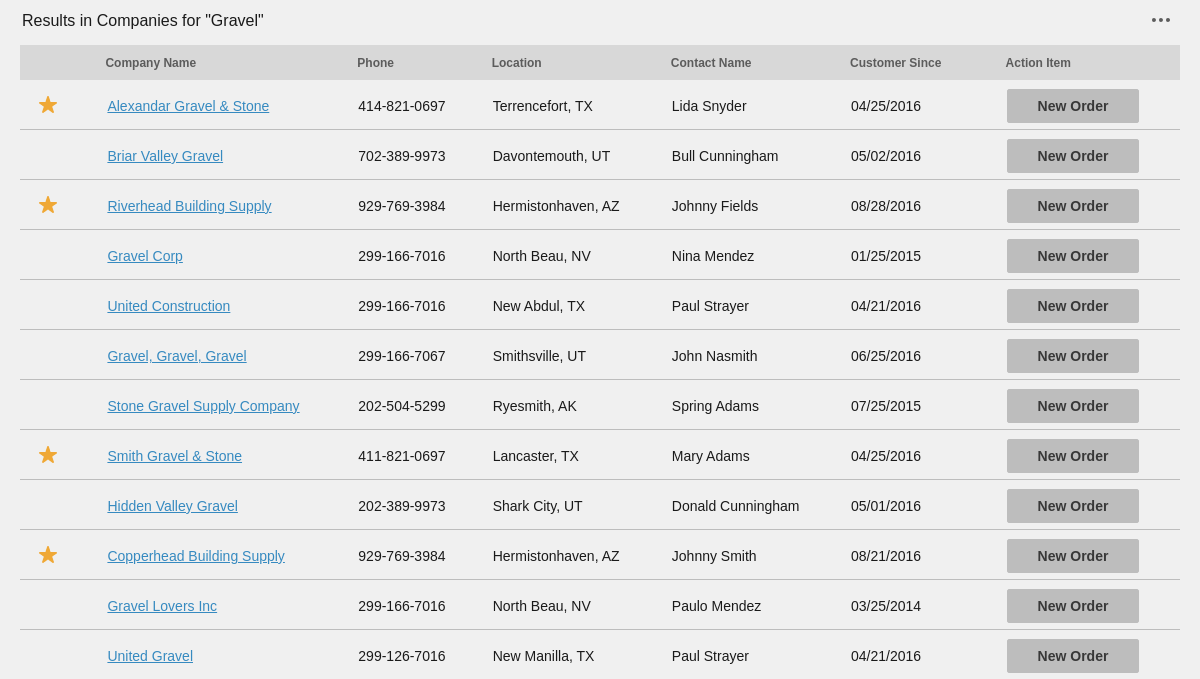 Results in Companies for "Gravel"
Company Name Phone Location Contact Name Customer Since Action Item
Alexandar Gravel & Stone 414-821-0697 Terrencefort, TX Lida Snyder 04/25/2016 New Order
Briar Valley Gravel 702-389-9973 Davontemouth, UT Bull Cunningham 05/02/2016 New Order
Riverhead Building Supply 929-769-3984 Hermistonhaven, AZ Johnny Fields 08/28/2016 New Order
Gravel Corp 299-166-7016 North Beau, NV Nina Mendez 01/25/2015 New Order
United Construction 299-166-7016 New Abdul, TX Paul Strayer 04/21/2016 New Order
Gravel, Gravel, Gravel 299-166-7067 Smithsville, UT John Nasmith 06/25/2016 New Order
Stone Gravel Supply Company 202-504-5299 Ryesmith, AK Spring Adams 07/25/2015 New Order
Smith Gravel & Stone 411-821-0697 Lancaster, TX Mary Adams 04/25/2016 New Order
Hidden Valley Gravel 202-389-9973 Shark City, UT Donald Cunningham 05/01/2016 New Order
Copperhead Building Supply 929-769-3984 Hermistonhaven, AZ Johnny Smith 08/21/2016 New Order
Gravel Lovers Inc 299-166-7016 North Beau, NV Paulo Mendez 03/25/2014 New Order
United Gravel 299-126-7016 New Manilla, TX Paul Strayer 04/21/2016 New Order